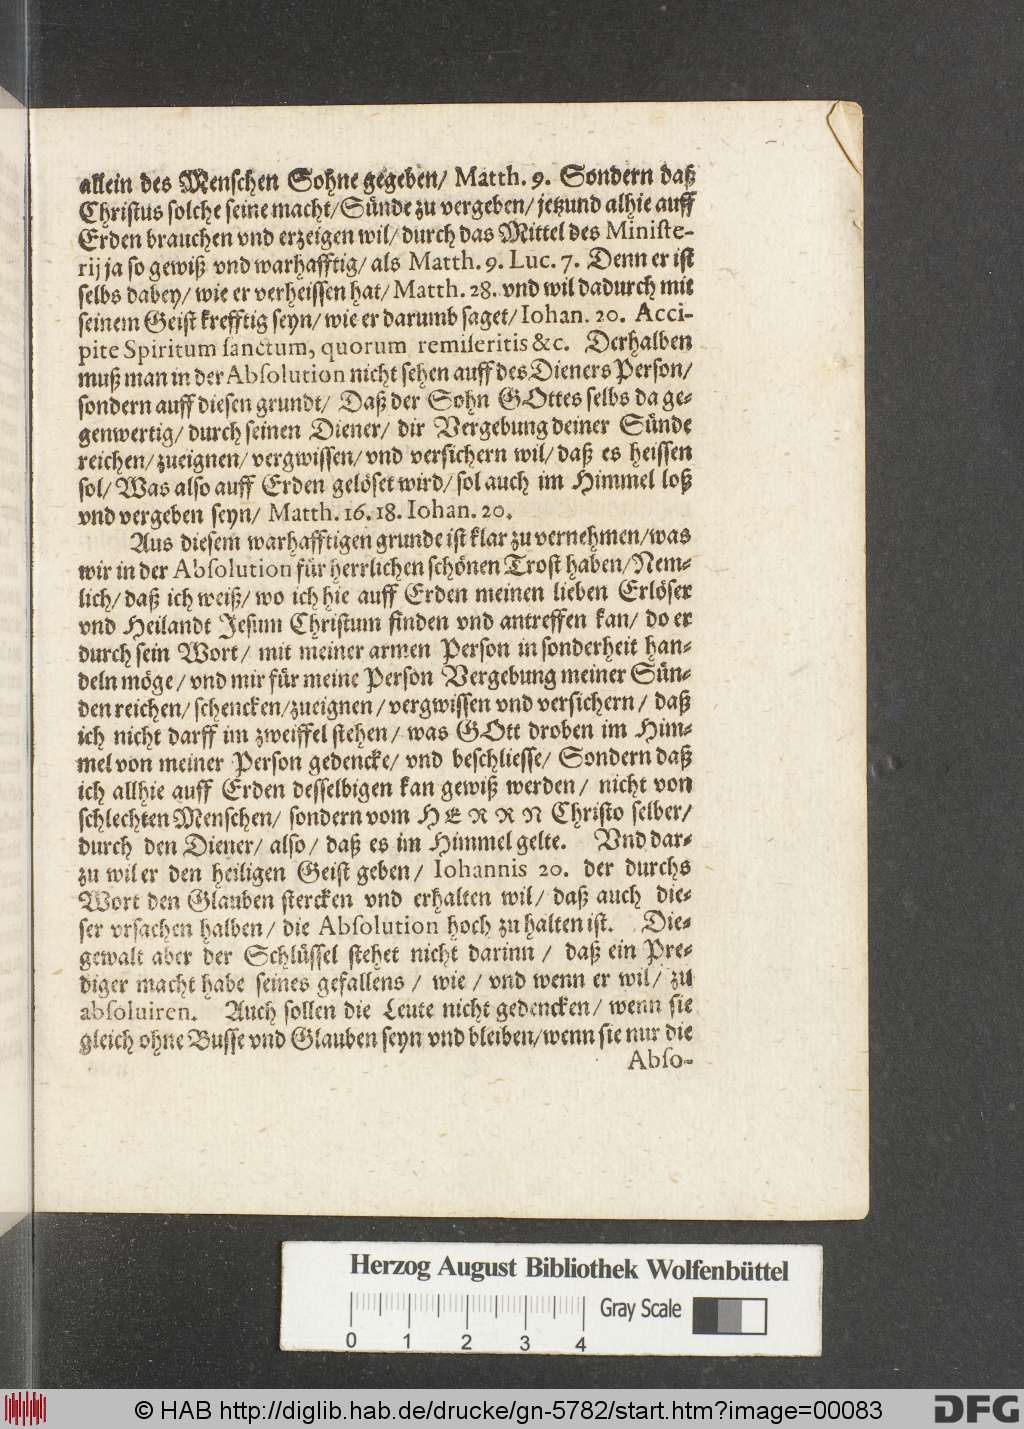 allein des Menschen Sohne gegeben/ Matth. 9. Sondern daß
Christus solche seine macht/Sünde zu vergeben/ jetzund alhie auff
Erden brauchen vnd erzeigen wil/ durch das Mittel des Ministe-
rij ja so gewiß vnd warhafftig/ als Matth. 9. Luc. 7. Denn er ist
selbs dabey/ wie er verheissen hat/ Matth. 28. vnd wil dadurch mit
seinem Geist krefftig seyn/ wie er darumb saget/ Iohan. 20. Acci-
pite Spiritum sanctum, quorum remiseritis &c. Derhalben
muß man in der Absolution nicht sehen auff des Dieners Person/
sondern auff diesen grundt/ Daß der Sohn GOttes selbs da ge-
genwertig/ durch seinen Diener/ dir Vergebung deiner Sünde
reichen/ zueignen/ vergwissen/ vnd versichern wil/ daß es heissen
sol/ Was also auff Erden gelöset wird/ sol auch im Himmel loß
vnd vergeben seyn/ Matth. 16. 18. Iohan. 20.
Aus diesem warhafftigen grunde ist klar zu vernehmen/was
wir in der Absolution für herrlichen schönen Trost haben/Nem-
lich/ daß ich weiß/ wo ich hie auff Erden meinen lieben Erlöser
vnd Heilandt Jesum Christum finden vnd antreffen kan/ do er
durch sein Wort/ mit meiner armen Person in sonderheit han-
deln möge/ vnd mir für meine Person Vergebung meiner Sün-
den reichen/ schencken/zueignen/ vergwissen vnd versichern/ daß
ich nicht darff im zweiffel stehen/ was GOtt droben im Him-
mel von meiner Person gedencke/ vnd beschliesse/ Sondern daß
ich allhie auff Erden desselbigen kan gewiß werden/ nicht von
schlechten Menschen/ sondern vom HERRN Christo selber/
durch den Diener/ also/ daß es im Himmel gelte. Vnd dar-
zu wil er den heiligen Geist geben/ Iohannis 20. der durchs
Wort den Glauben stercken vnd erhalten wil/ daß auch die-
ser vrsachen halben/ die Absolution hoch zu halten ist. Die-
gewalt aber der Schlüssel stehet nicht darinn/ daß ein Pre-
diger macht habe seines gefallens/ wie/ vnd wenn er wil/ zu
absoluiren. Auch sollen die Leute nicht gedencken/ wenn sie
gleich ohne Busse vnd Glauben seyn vnd bleiben/wenn sie nur die
Abso-
Herzog August Bibliothek Wolfenbüttel
0 1 2 3 4 Gray Scale
© HAB http://diglib.hab.de/drucke/gn-5782/start.htm?image=00083
DFG